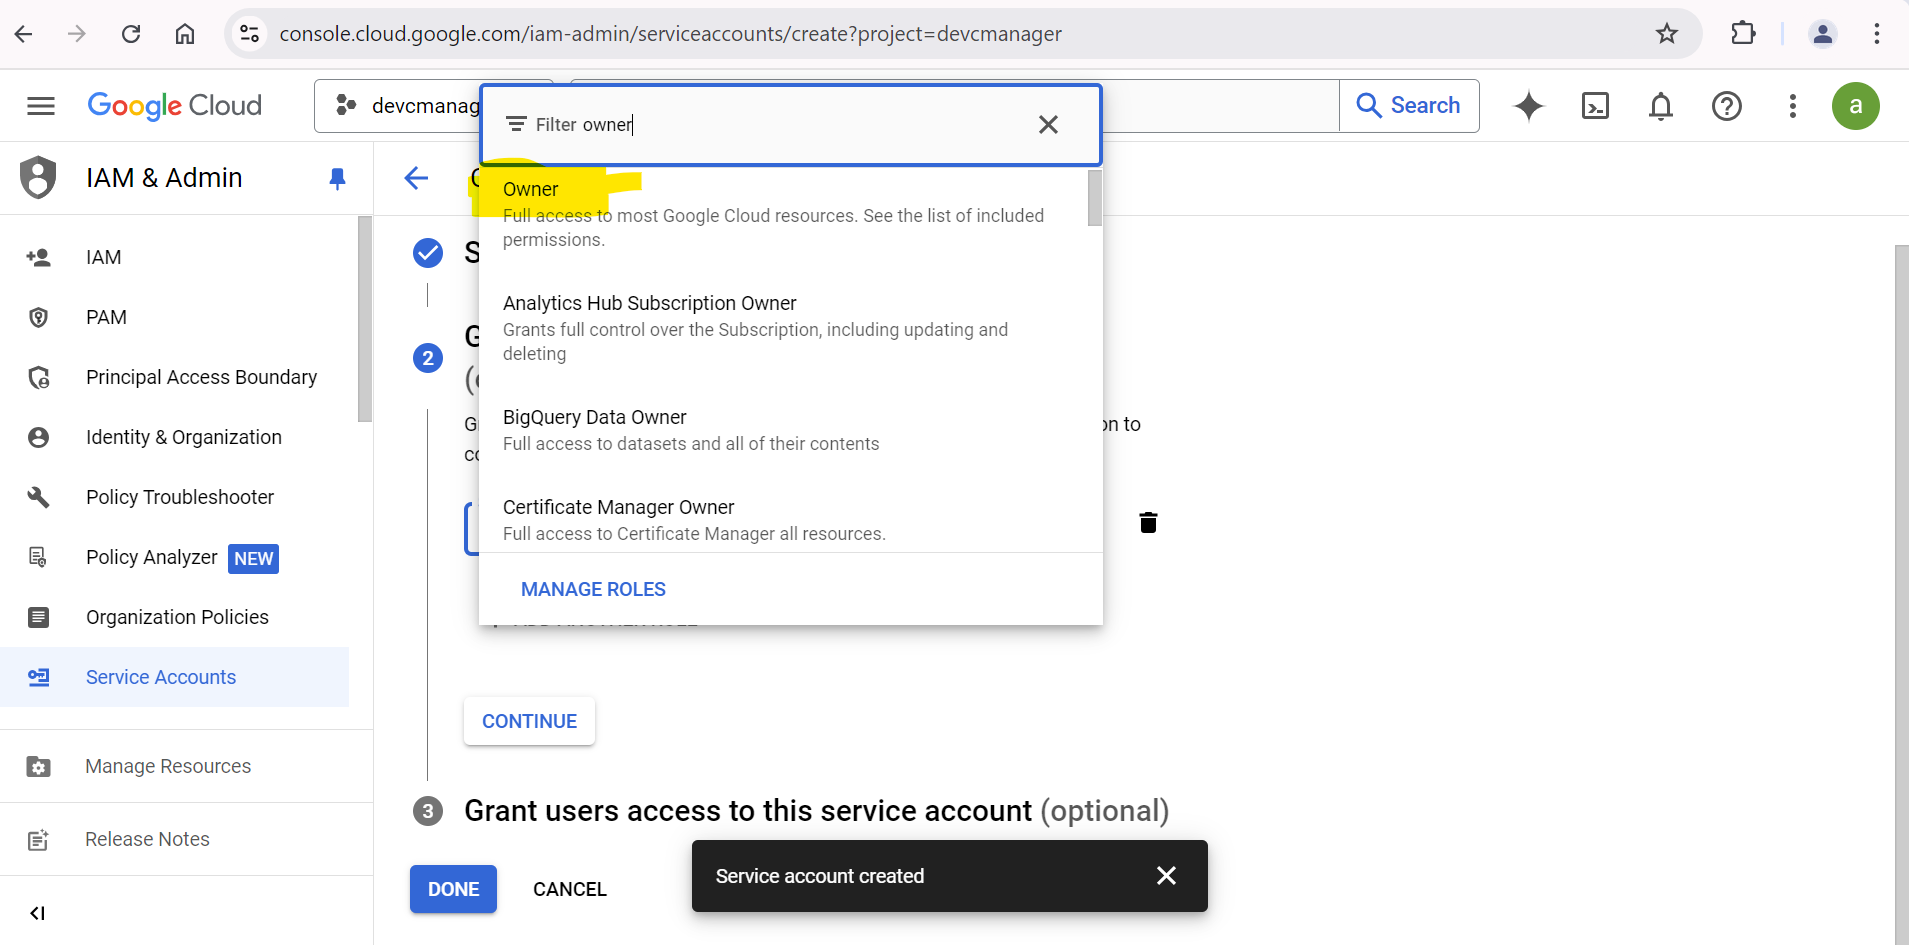 console.cloud.google.com/iam-admin/serviceaccounts/create?project=devcmanager
Google Cloud
devcmanag
Filter owner
Search
a
IAM & Admin
Owner
Full access to most Google Cloud resources. See the list of included
permissions.
IAM
PAM
Principal Access Boundary
Identity & Organization
Policy Troubleshooter
Policy Analyzer NEW
Organization Policies
Service Accounts
Manage Resources
Release Notes
Analytics Hub Subscription Owner
Grants full control over the Subscription, including updating and
deleting
BigQuery Data Owner
Full access to datasets and all of their contents
Certificate Manager Owner
Full access to Certificate Manager all resources.
MANAGE ROLES
2
on to
CONTINUE
3 Grant users access to this service account (optional)
DONE
CANCEL
Service account created